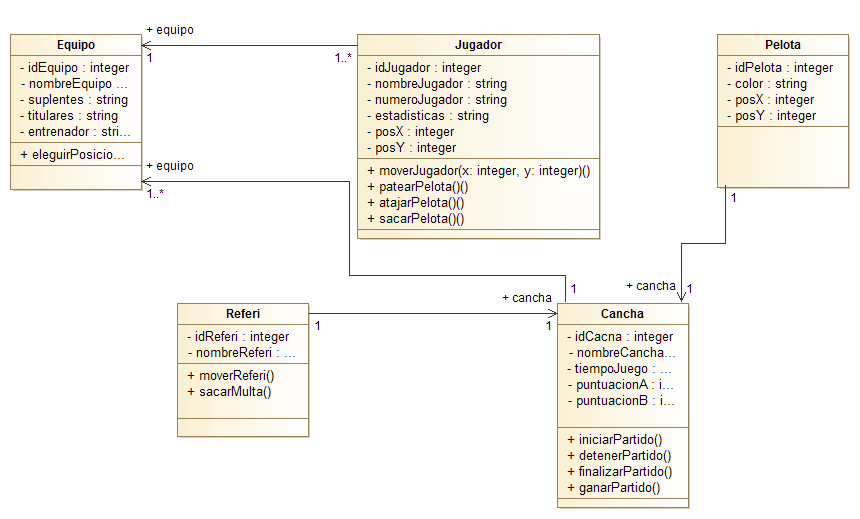 Equipo
- idEquipo : integer
- nombreEquipo ...
- suplentes : string
- titulares : string
- entrenador : stri...
+ eleguirPosicio...
+ equipo
1
1..*
Jugador
- idJugador : integer
- nombreJugador : string
- numeroJugador : string
- estadisticas : string
- posX : integer
- posY : integer
+ moverJugador(x: integer, y: integer)()
+ patearPelota()()
+ atajarPelota()()
+ sacarPelota()()
Pelota
- idPelota : integer
- color : string
- posX : integer
- posY : integer
+ equipo
1..*
1
1
+ cancha
1
Referi
- idReferi : integer
- nombreReferi : ...
+ moverReferi()
+ sacarMulta()
1
+ cancha
1
Cancha
- idCacna : integer
- nombreCancha...
- tiempoJuego : ...
- puntuacionA : i...
- puntuacionB : i...
+ iniciarPartido()
+ detenerPartido()
+ finalizarPartido()
+ ganarPartido()